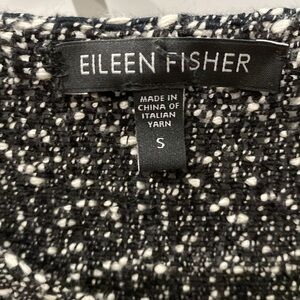 EILEEN FISHER
MADE IN
CHINA OF
ITALIAN
YARN
S